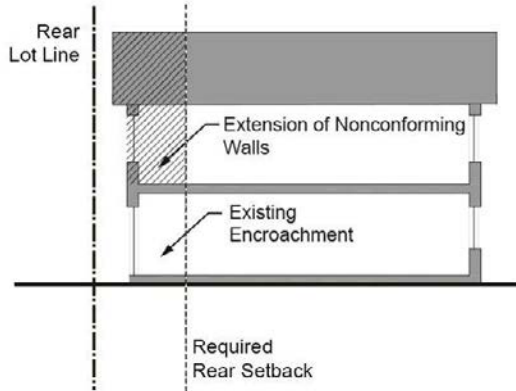 Rear
Lot Line
Extension of Nonconforming
Walls
Existing
Encroachment
Required
Rear Setback